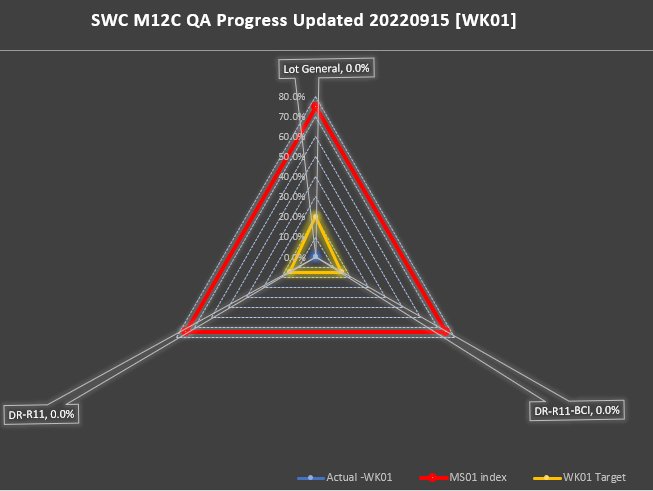 SWC M12C QA Progress Updated 20220915 [WK01]
Lot General, 0.0%
80.0%
70.0%
60.0%
50.0%
40.0%
30.0%
20.0%
10.0%
0.0%
DR-R11, 0.0%
DR-R11-BCI, 0.0%
Actual -WK01
MS01 index
WK01 Target